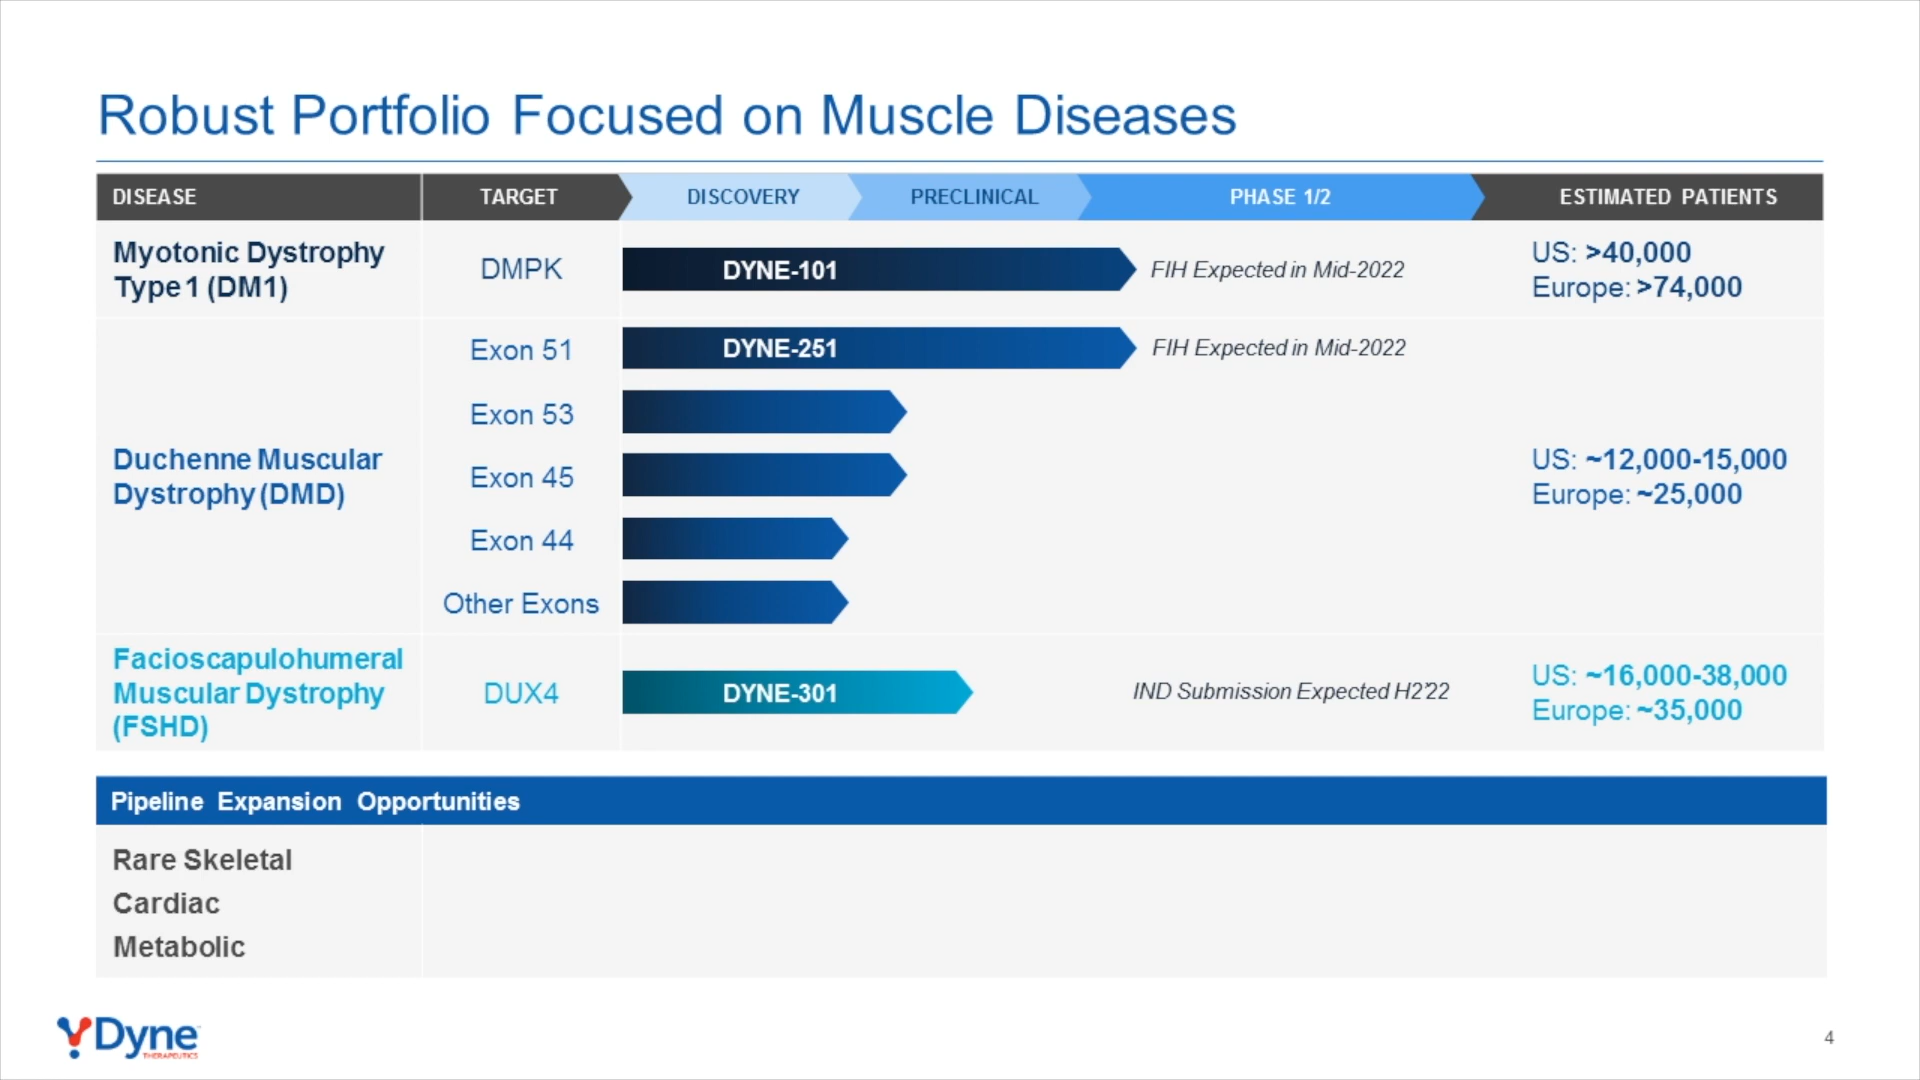 Robust Portfolio Focused on Muscle Diseases
DISEASE
TARGET
DISCOVERY
PRECLINICAL
PHASE 1/2
ESTIMATED PATIENTS
Myotonic Dystrophy
Type 1 (DM1)
DMPK
DYNE-101
FIH Expected in Mid-2022
US: >40,000
Europe: >74,000
Duchenne Muscular
Dystrophy (DMD)
Exon 51
DYNE-251
FIH Expected in Mid-2022
Exon 53
Exon 45
Exon 44
Other Exons
US: ~12,000-15,000
Europe: ~25,000
Facioscapulohumeral
Muscular Dystrophy
(FSHD)
DUX4
DYNE-301
IND Submission Expected H2'22
US: ~16,000-38,000
Europe: ~35,000
Pipeline Expansion Opportunities
Rare Skeletal
Cardiac
Metabolic
Dyne
THERAPEUTICS
4